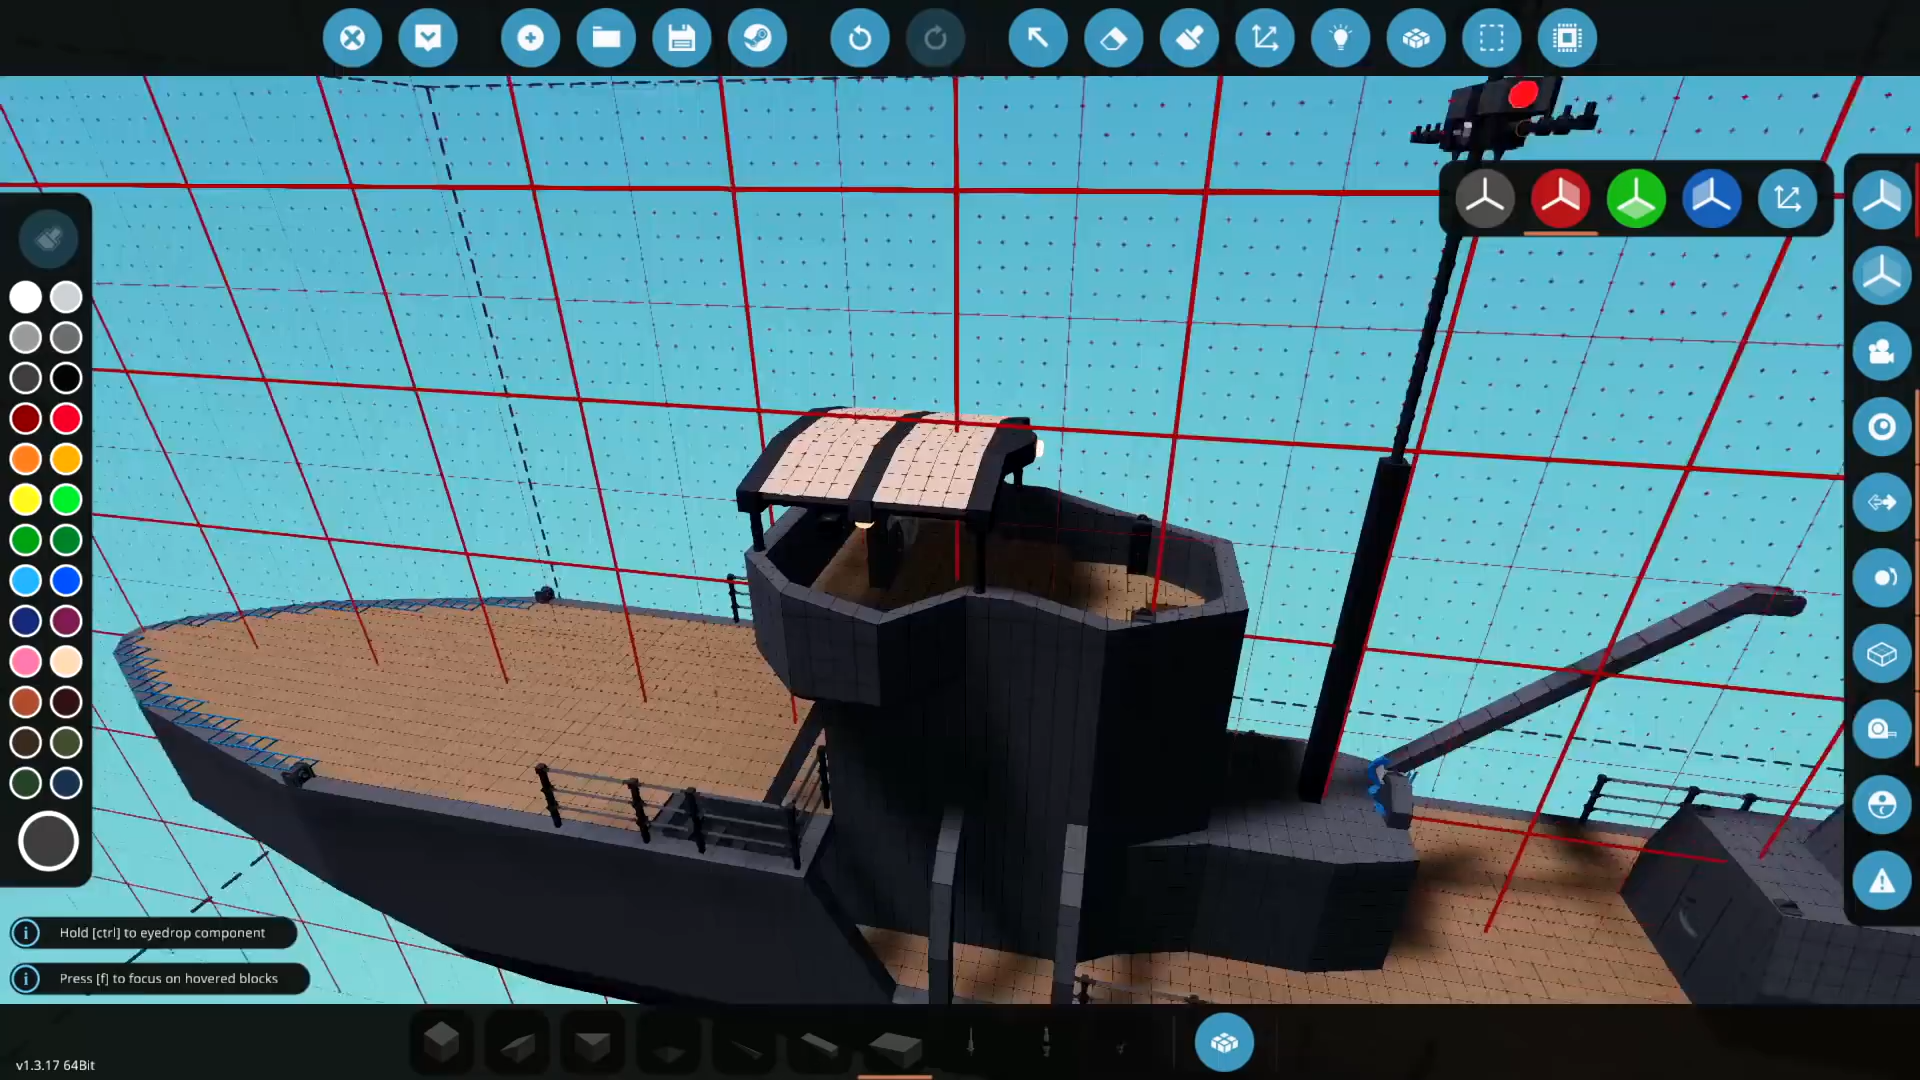 Hold [ctrl] to eyedrop component
Press [f] to focus on hovered blocks
v1.3.17 64Bit